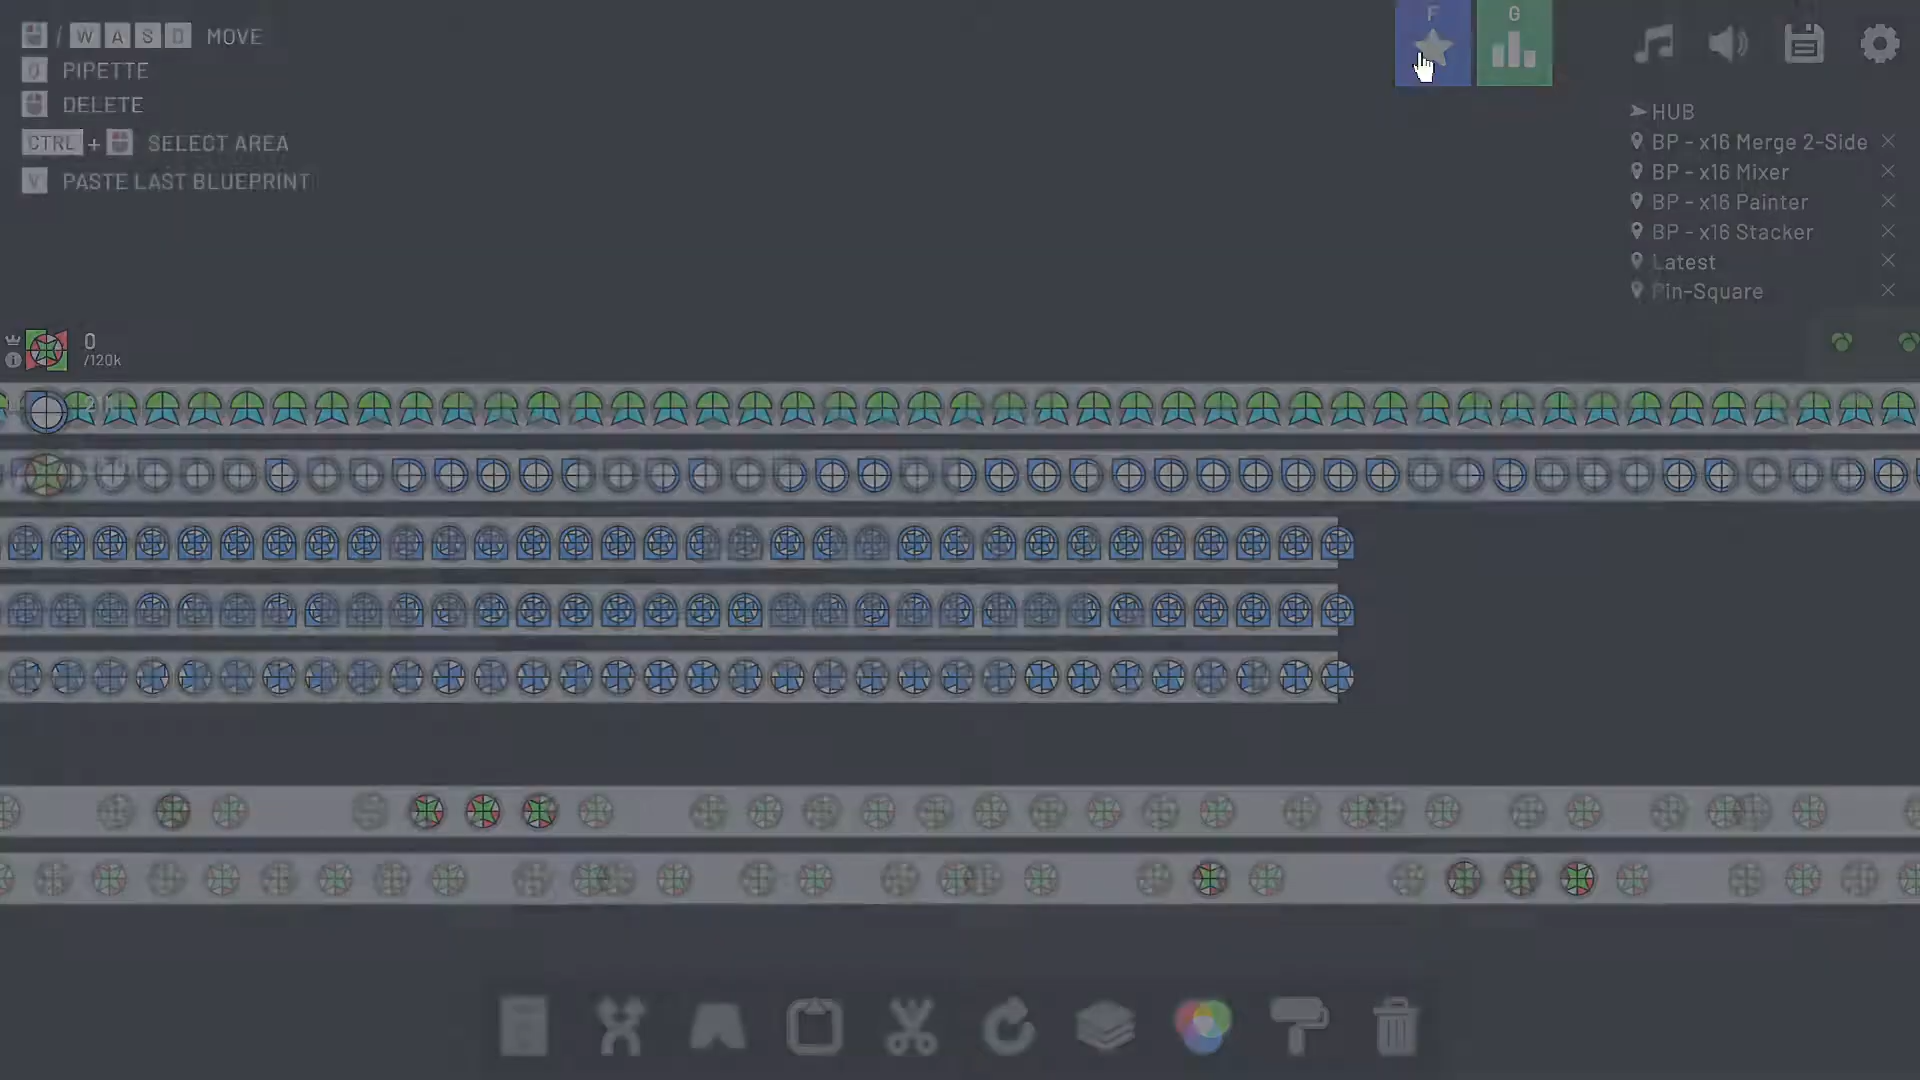 / W A S D MOVE
Q PIPETTE
DELETE
CTRL + SELECT AREA
V PASTE LAST BLUEPRINT
F
G
HUB
BP - x16 Merge 2-Side
BP - x16 Mixer
BP - x16 Painter
BP - x16 Stacker
Latest
Pin-Square
0
/120k